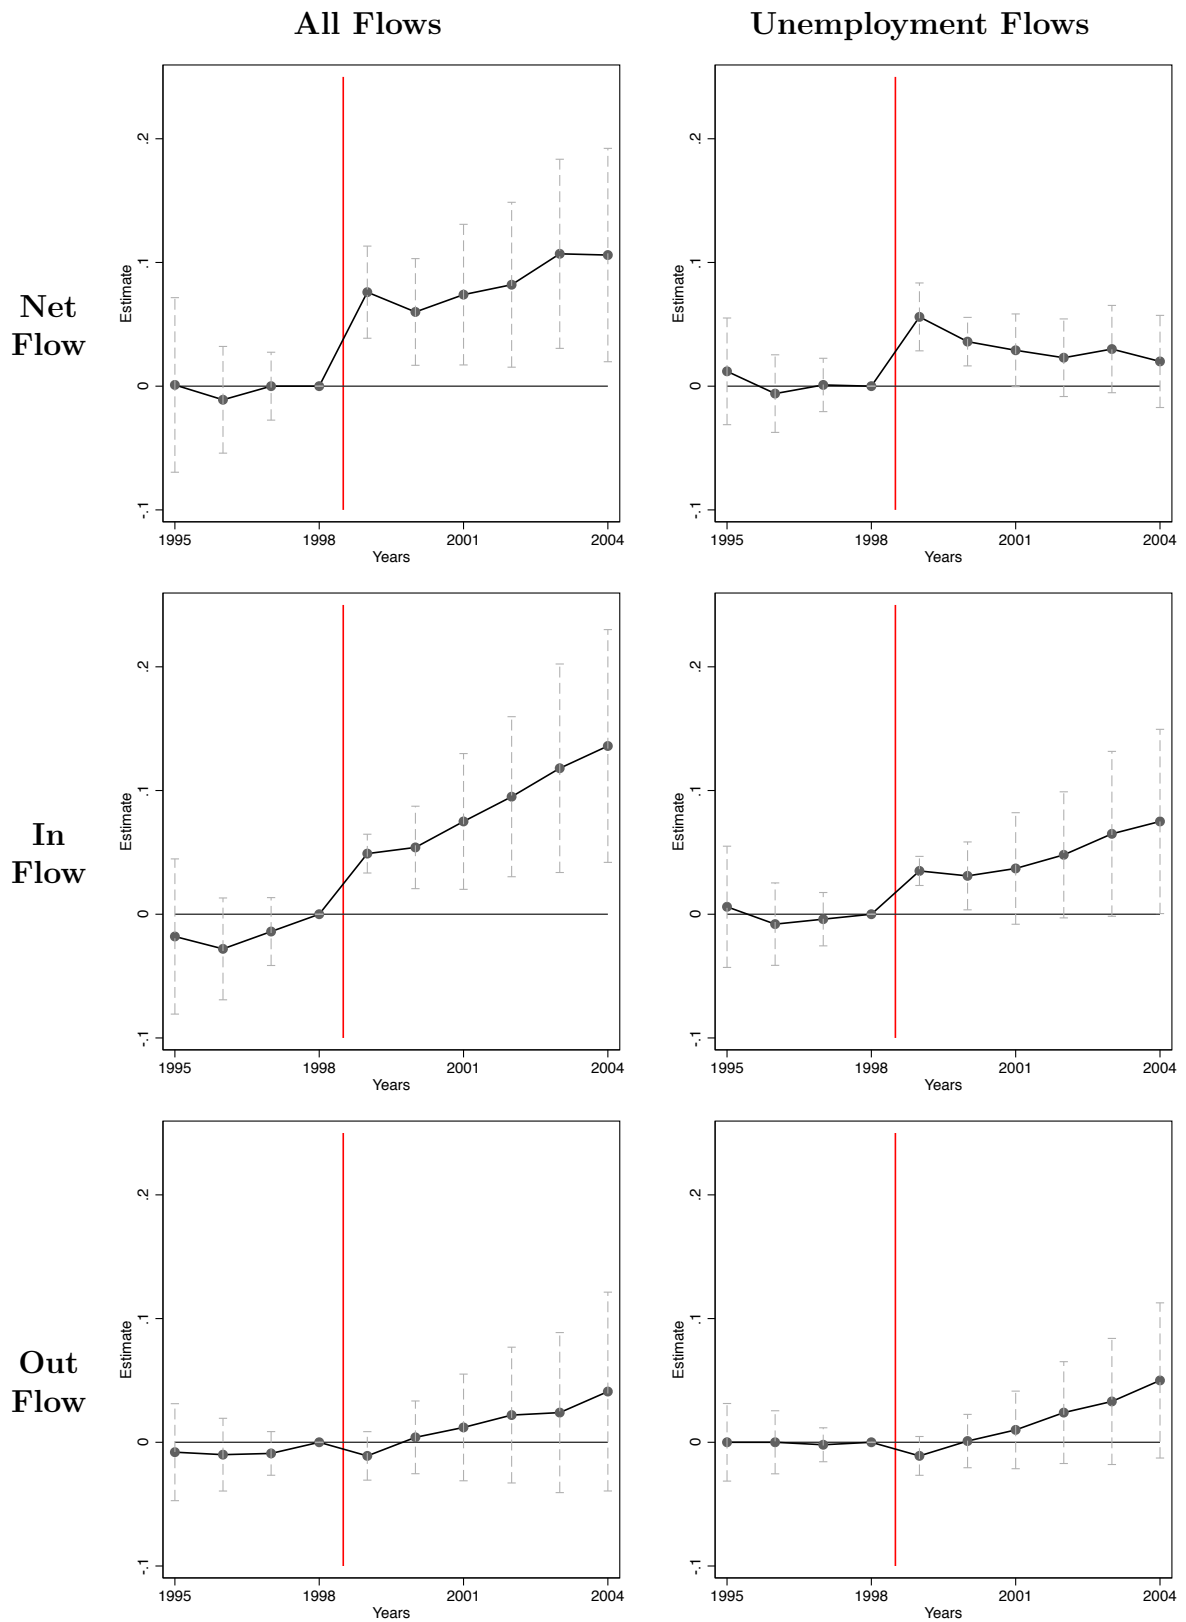 All Flows
Unemployment Flows
Net
Flow
Estimate
-.1
0
.1
.2
1995
1998
2001
2004
Years
Estimate
-.1
0
.1
.2
1995
1998
2001
2004
Years
In
Flow
Estimate
-.1
0
.1
.2
1995
1998
2001
2004
Years
Estimate
-.1
0
.1
.2
1995
1998
2001
2004
Years
Out
Flow
Estimate
-.1
0
.1
.2
1995
1998
2001
2004
Years
Estimate
-.1
0
.1
.2
1995
1998
2001
2004
Years